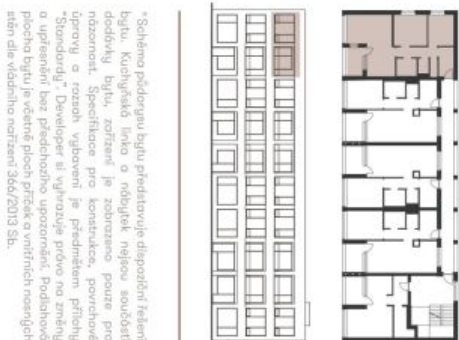 *Schéma půdorysu bytu představuje dispoziční řešení
bytu. Kuchyňská linka a nábytek nejsou součástí
dodávky bytu, zařízení je zobrazeno pouze pro
názornost. Specifikace pro konstrukce, povrchové
úpravy a rozsah vybavení je předmětem přílohy
"Standardy". Developer si vyhrazuje právo na změny
a upřesnění bez předchozího upozornění. Podlahová
plocha bytu je včetně ploch příček a vnitřních nosných
stěn dle vládního nařízení 366/2013 Sb.